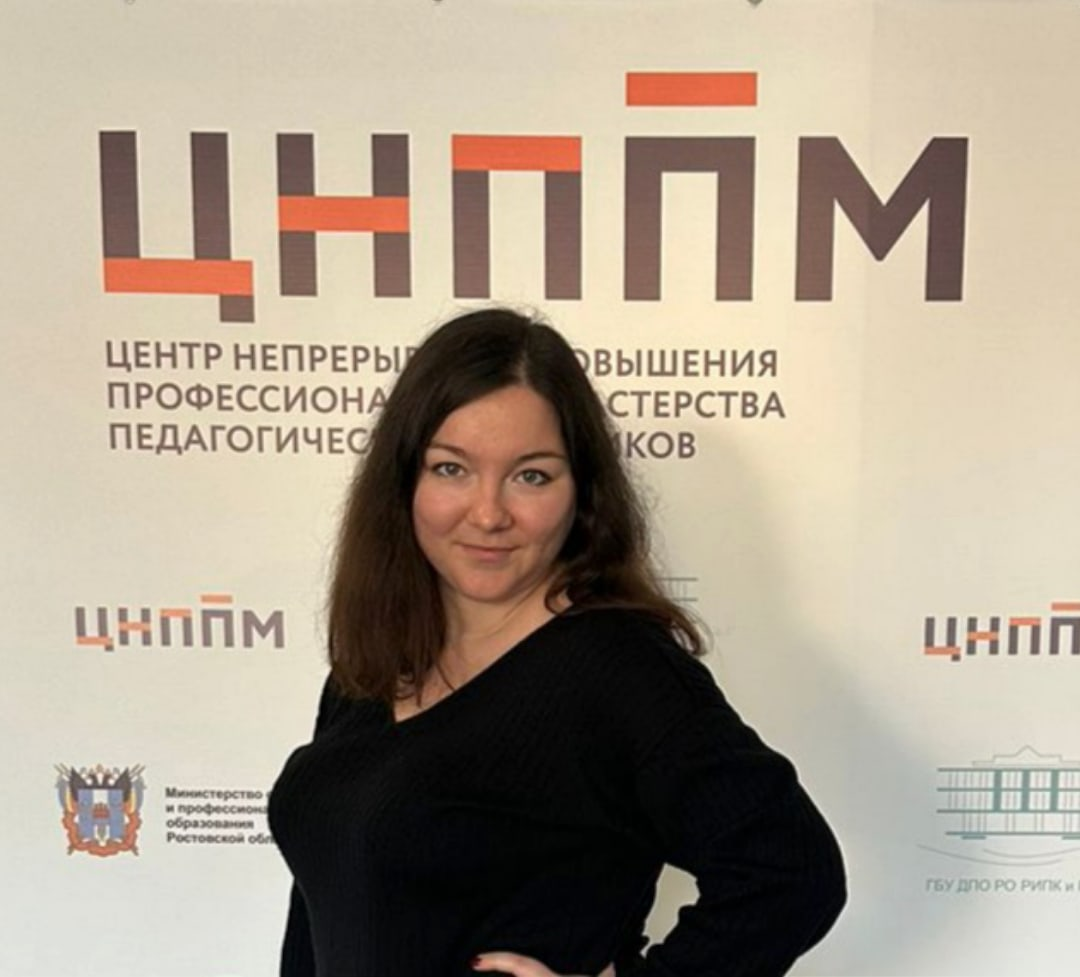 ЦНППМ
ЦЕНТР НЕПРЕРЫВ ОВЫШЕНИЯ
ПРОФЕССИОНА СТЕРСТВА
ПЕДАГОГИЧЕС ИКОВ
ЦНППМ
ЦНПП
Министерство
и профессиона
образования
Ростовской обл
ГБУ ДПО РО РИПК и